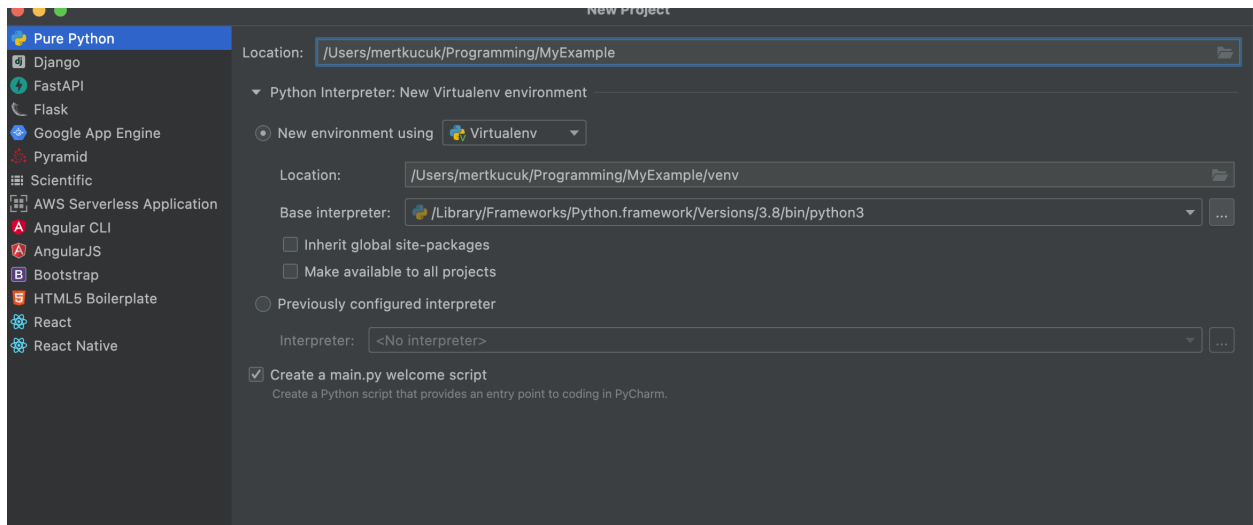 New Project
Pure Python
Django
FastAPI
Flask
Google App Engine
Pyramid
Scientific
AWS Serverless Application
Angular CLI
AngularJS
Bootstrap
HTML5 Boilerplate
React
React Native
Location: /Users/mertkucuk/Programming/MyExample
Python Interpreter: New Virtualenv environment
New environment using Virtualenv
Location: /Users/mertkucuk/Programming/MyExample/venv
Base interpreter: /Library/Frameworks/Python.framework/Versions/3.8/bin/python3 ...
Inherit global site-packages
Make available to all projects
Previously configured interpreter
Interpreter: <No interpreter> ...
Create a main.py welcome script
Create a Python script that provides an entry point to coding in PyCharm.